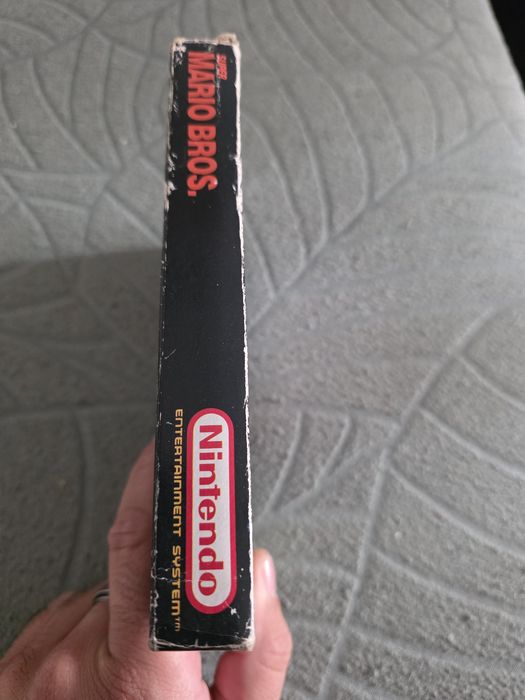 SUPER
MARIO BROS.
Nintendo
ENTERTAINMENT SYSTEM™